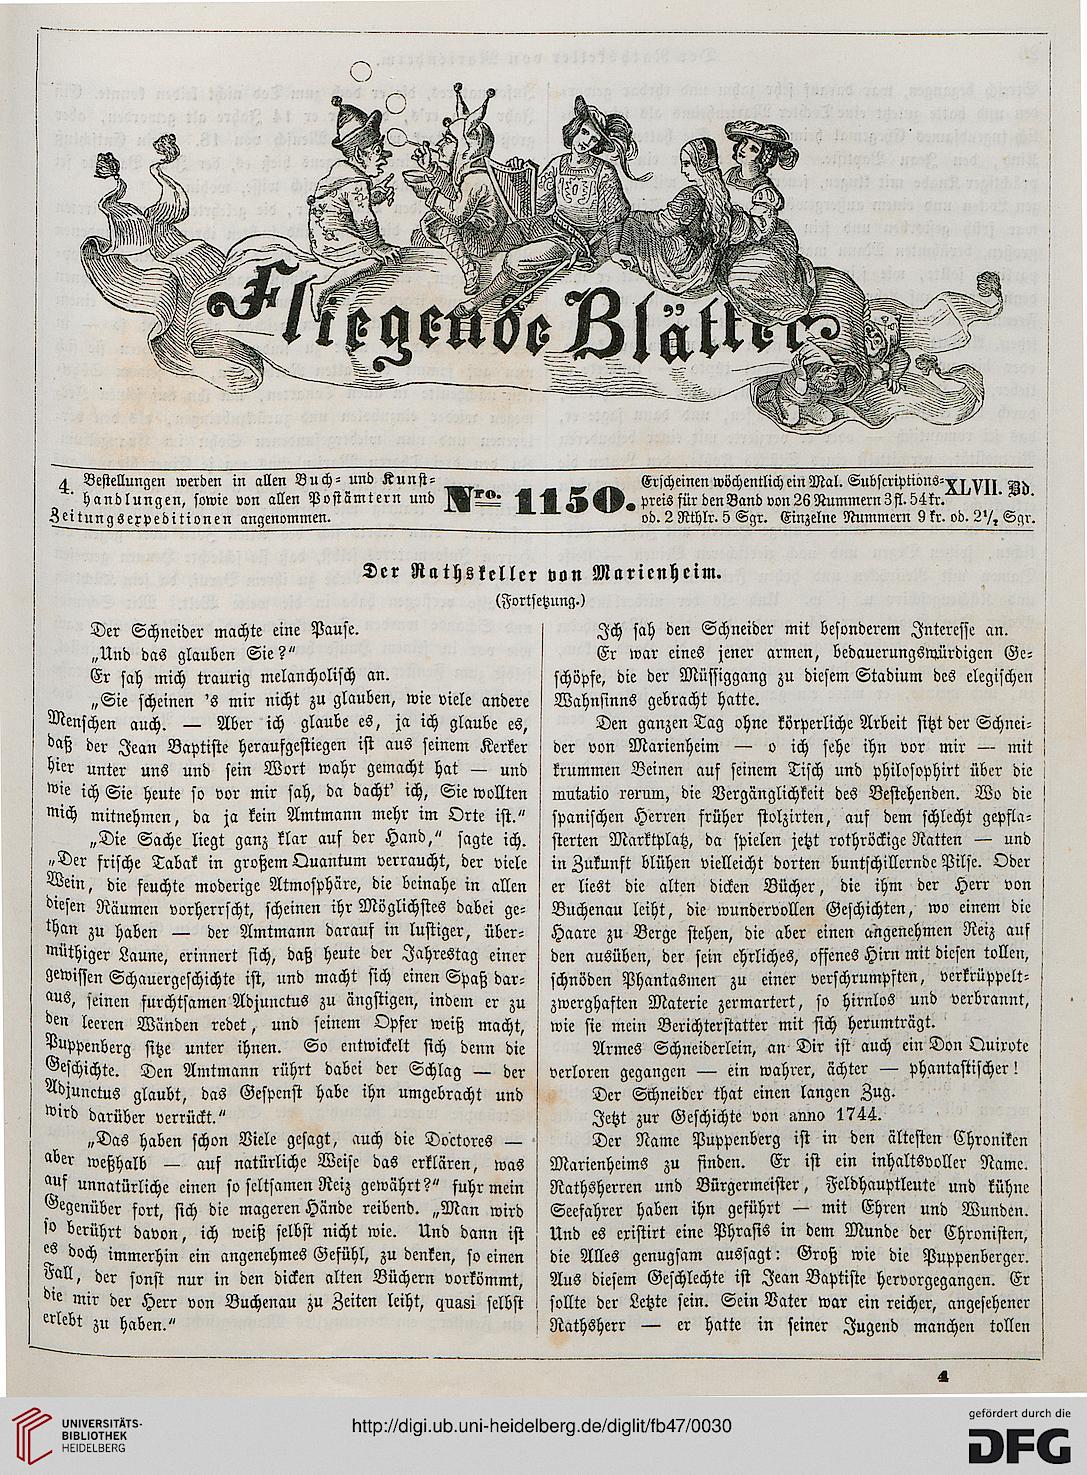 Fliegende Blätter
4.
Bestellungen werden in allen Buch- und Kunst-
handlungen, sowie von allen Postämtern und
Zeitungsexpeditionen angenommen.
Nro. 1150.
Erscheinen wöchentlich ein Mal. Subscriptions-
preis für den Band von 26 Nummern 3 fl. 54 kr.
od. 2 Rthlr. 5 Sgr. Einzelne Nummern 9 kr. od. 2½ Sgr.
XLVII. Bd.
Der Rathskeller von Marienheim.
(Fortsetzung.)
Der Schneider machte eine Pause.
„Und das glauben Sie?“
Er sah mich traurig melancholisch an.
„Sie scheinen 's mir nicht zu glauben, wie viele andere
Menschen auch. — Aber ich glaube es, ja ich glaube es,
daß der Jean Baptiste heraufgestiegen ist aus seinem Kerker
hier unter uns und sein Wort wahr gemacht hat — und
wie ich Sie heute so vor mir sah, da dacht' ich, Sie wollten
mich mitnehmen, da ja kein Amtmann mehr im Orte ist.“
„Die Sache liegt ganz klar auf der Hand,“ sagte ich.
„Der frische Tabak in großem Quantum verraucht, der viele
Wein, die feuchte moderige Atmosphäre, die beinahe in allen
diesen Räumen vorherrscht, scheinen ihr Möglichstes dabei ge-
than zu haben — der Amtmann darauf in lustiger, über-
müthiger Laune, erinnert sich, daß heute der Jahrestag einer
gewissen Schauergeschichte ist, und macht sich einen Spaß dar-
aus, seinen furchtsamen Adjunctus zu ängstigen, indem er zu
den leeren Wänden redet, und seinem Opfer weiß macht,
Puppenberg sitze unter ihnen. So entwickelt sich denn die
Geschichte. Den Amtmann rührt dabei der Schlag — der
Adjunctus glaubt, das Gespenst habe ihn umgebracht und
wird darüber verrückt.“
„Das haben schon Viele gesagt, auch die Doctores —
aber weßhalb — auf natürliche Weise das erklären, was
auf unnatürliche einen so seltsamen Reiz gewährt?“ fuhr mein
Gegenüber fort, sich die mageren Hände reibend. „Man wird
so berührt davon, ich weiß selbst nicht wie. Und dann ist
es doch immerhin ein angenehmes Gefühl, zu denken, so einen
Fall, der sonst nur in den dicken alten Büchern vorkömmt,
die mir der Herr von Buchenau zu Zeiten leiht, quasi selbst
erlebt zu haben.“
Ich sah den Schneider mit besonderem Interesse an.
Er war eines jener armen, bedauerungswürdigen Ge-
schöpfe, die der Müssiggang zu diesem Stadium des elegischen
Wahnsinns gebracht hatte.
Den ganzen Tag ohne körperliche Arbeit sitzt der Schnei-
der von Marienheim — o ich sehe ihn vor mir — mit
krummen Beinen auf seinem Tisch und philosophirt über die
mutatio rerum, die Vergänglichkeit des Bestehenden. Wo die
spanischen Herren früher stolzirten, auf dem schlecht gepfla-
sterten Marktplatz, da spielen jetzt rothröckige Ratten — und
in Zukunft blühen vielleicht dorten buntschillernde Pilse. Oder
er liest die alten dicken Bücher, die ihm der Herr von
Buchenau leiht, die wundervollen Geschichten, wo einem die
Haare zu Berge stehen, die aber einen angenehmen Reiz auf
den ausüben, der sein ehrliches, offenes Hirn mit diesen tollen,
schnöden Phantasmen zu einer verschrumpften, verkrüppelt-
zwerghaften Materie zermartert, so hirnlos und verbrannt,
wie sie mein Berichterstatter mit sich herumträgt.
Armes Schneiderlein, an Dir ist auch ein Don Quixote
verloren gegangen — ein wahrer, ächter — phantastischer!
Der Schneider that einen langen Zug.
Jetzt zur Geschichte von anno 1744.
Der Name Puppenberg ist in den ältesten Chroniken
Marienheims zu finden. Er ist ein inhaltsvoller Name.
Rathsherren und Bürgermeister, Feldhauptleute und kühne
Seefahrer haben ihn geführt — mit Ehren und Wunden.
Und es existirt eine Phrasis in dem Munde der Chronisten,
die Alles genugsam aussagt: Groß wie die Puppenberger.
Aus diesem Geschlechte ist Jean Baptiste hervorgegangen. Er
sollte der Letzte sein. Sein Vater war ein reicher, angesehener
Rathsherr — er hatte in seiner Jugend manchen tollen
4
UNIVERSITÄTS-
BIBLIOTHEK
HEIDELBERG
http://digi.ub.uni-heidelberg.de/diglit/fb47/0030
gefördert durch die
DFG